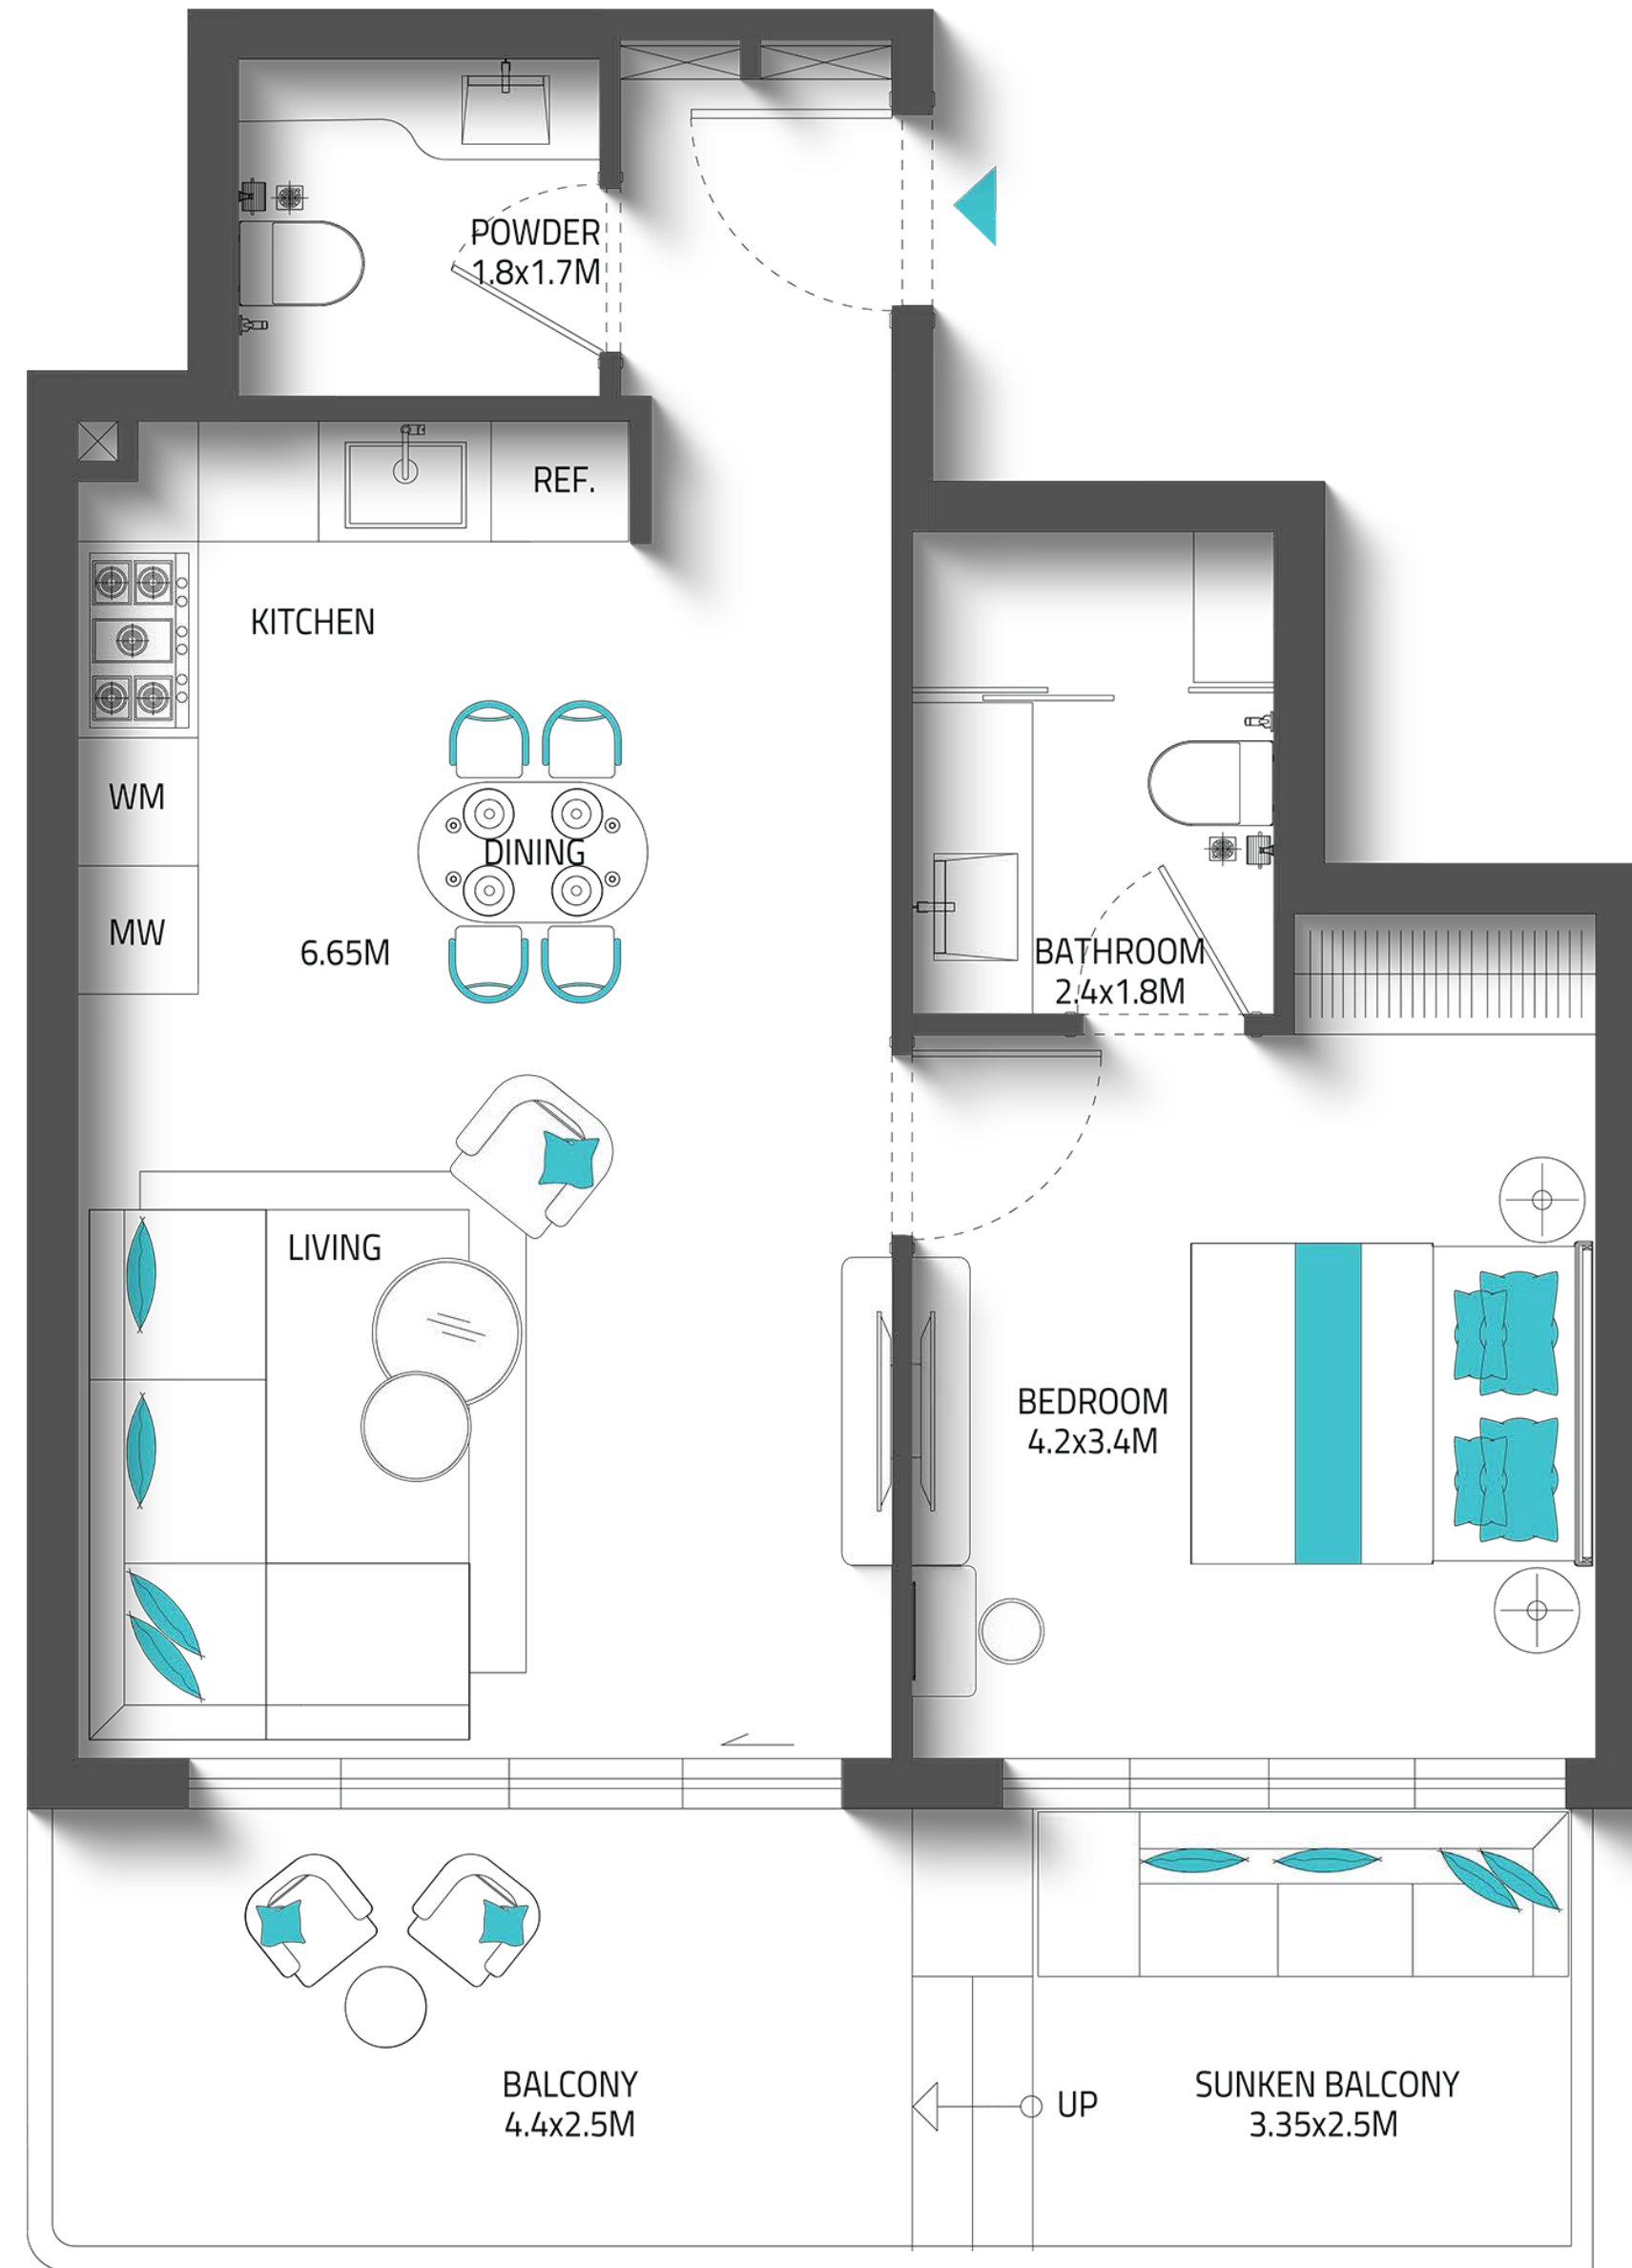 POWDER
1.8x1.7M
REF.
KITCHEN
WM
DINING
MW
6.65M
BATHROOM
2.4x1.8M
LIVING
BEDROOM
4.2x3.4M
BALCONY
4.4x2.5M
UP
SUNKEN BALCONY
3.35x2.5M